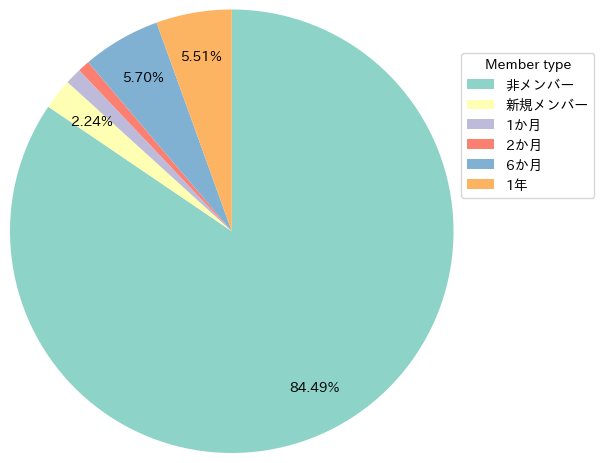 5.51%
5.70%
2.24%
84.49%
Member type
非メンバー
新規メンバー
1か月
2か月
6か月
1年